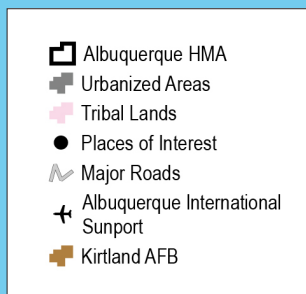 Albuquerque HMA
Urbanized Areas
Tribal Lands
Places of Interest
Major Roads
Albuquerque International
Sunport
Kirtland AFB